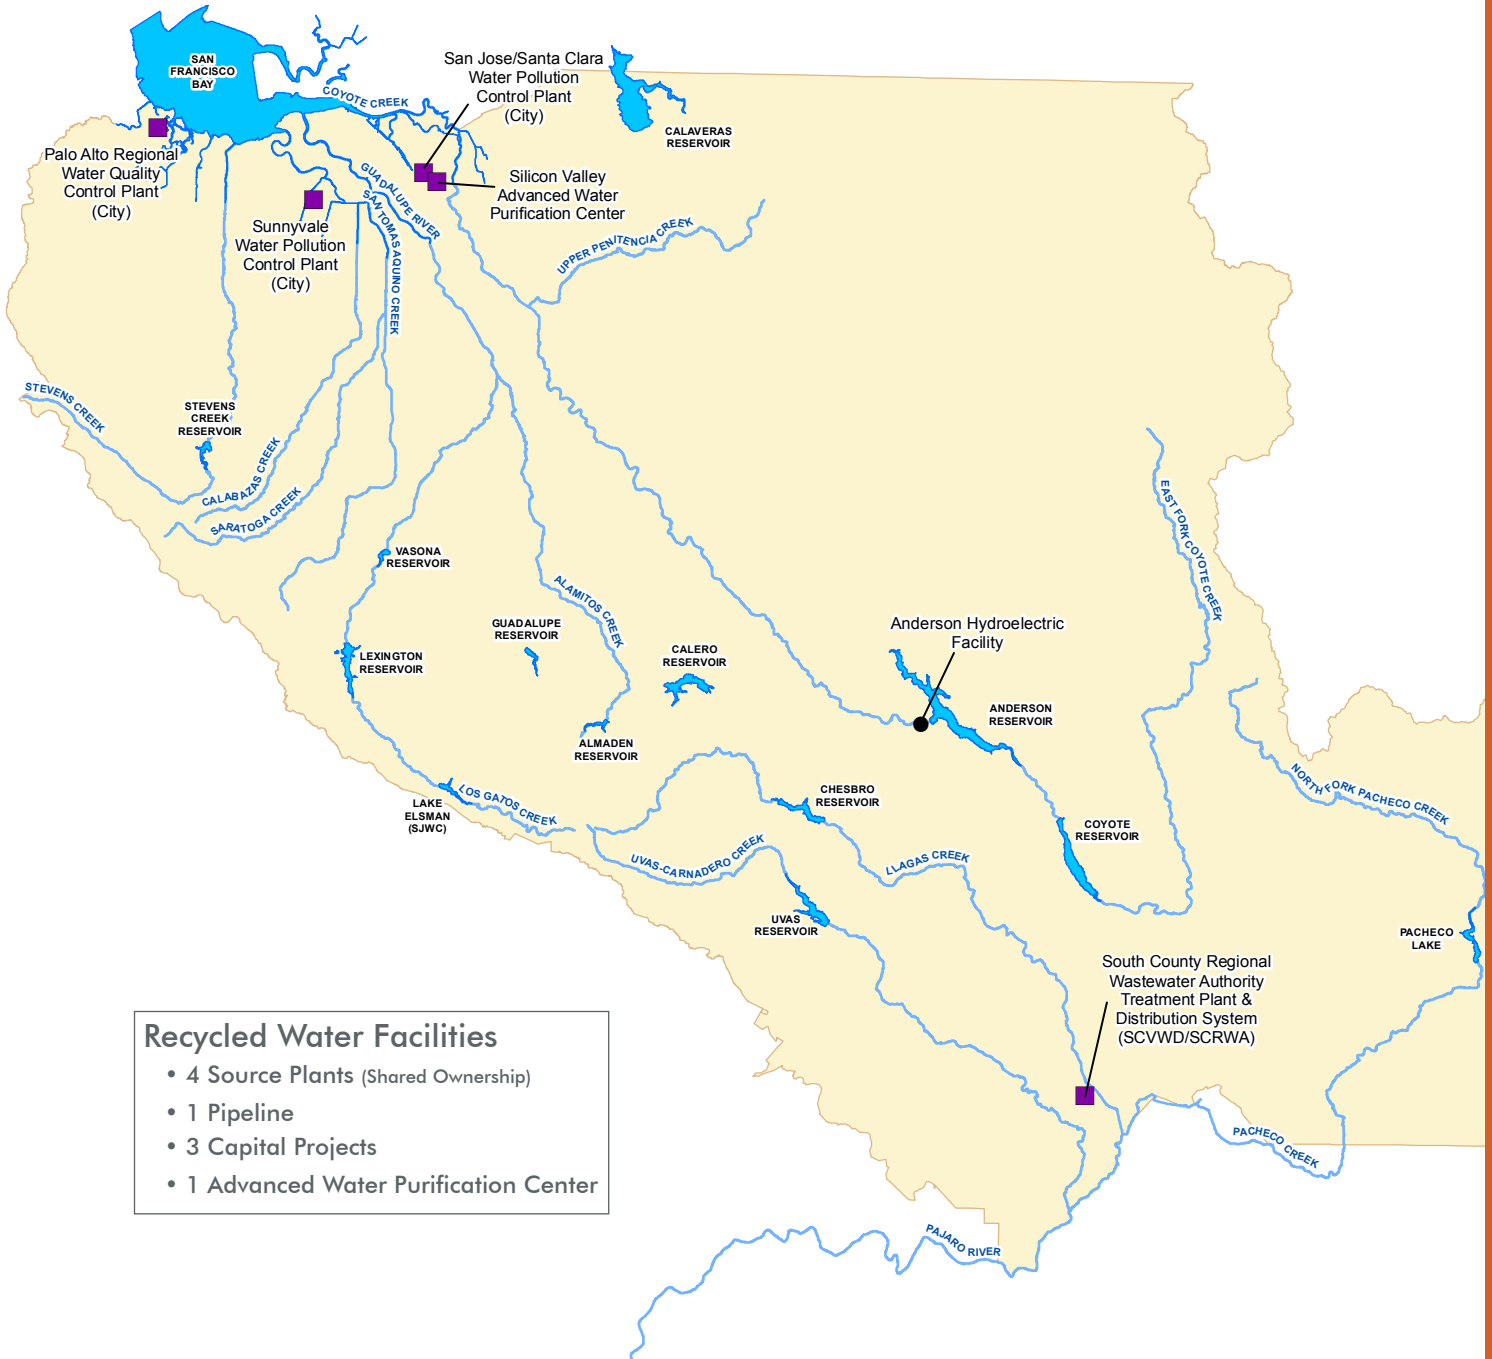 SAN
FRANCISCO
BAY
COYOTE CREEK
San Jose/Santa Clara
Water Pollution
Control Plant
(City)
CALAVERAS
RESERVOIR
Palo Alto Regional
Water Quality
Control Plant
(City)
GUADALUPE RIVER
SAN TOMAS AQUINO CREEK
Silicon Valley
Advanced Water
Purification Center
Sunnyvale
Water Pollution
Control Plant
(City)
UPPER PENITENCIA CREEK
STEVENS CREEK
STEVENS
CREEK
RESERVOIR
CALABAZAS CREEK
SARATOGA CREEK
EAST FORK COYOTE CREEK
VASONA
RESERVOIR
ALAMITOS CREEK
GUADALUPE
RESERVOIR
LEXINGTON
RESERVOIR
CALERO
RESERVOIR
Anderson Hydroelectric
Facility
ANDERSON
RESERVOIR
ALMADEN
RESERVOIR
NORTH FORK PACHECO CREEK
LAKE
ELSMAN
(SJWC)
LOS GATOS CREEK
CHESBRO
RESERVOIR
COYOTE
RESERVOIR
UVAS-CARNADERO CREEK
LLAGAS CREEK
UVAS
RESERVOIR
PACHECO
LAKE
South County Regional
Wastewater Authority
Treatment Plant &
Distribution System
(SCVWD/SCRWA)
PACHECO CREEK
PAJARO RIVER
Recycled Water Facilities
• 4 Source Plants (Shared Ownership)
• 1 Pipeline
• 3 Capital Projects
• 1 Advanced Water Purification Center